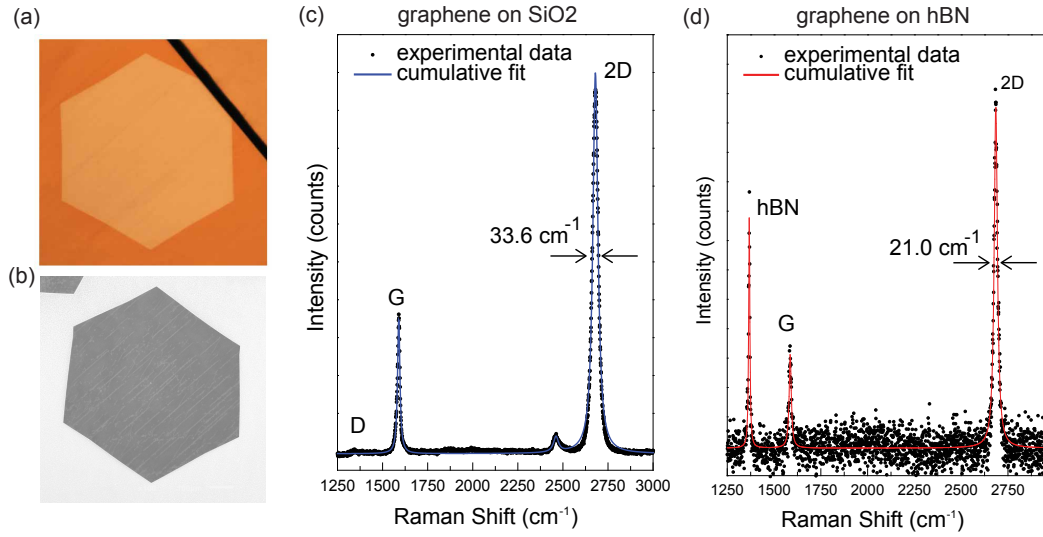 (a)
(b)
(c)
graphene on SiO2
experimental data
cumulative fit
2D
33.6 cm⁻¹
G
D
Intensity (counts)
1250 1500 1750 2000 2250 2500 2750 3000
Raman Shift (cm⁻¹)
(d)
graphene on hBN
experimental data
cumulative fit
2D
hBN
21.0 cm⁻¹
G
Intensity (counts)
1250 1500 1750 2000 2250 2500 2750
Raman Shift (cm⁻¹)